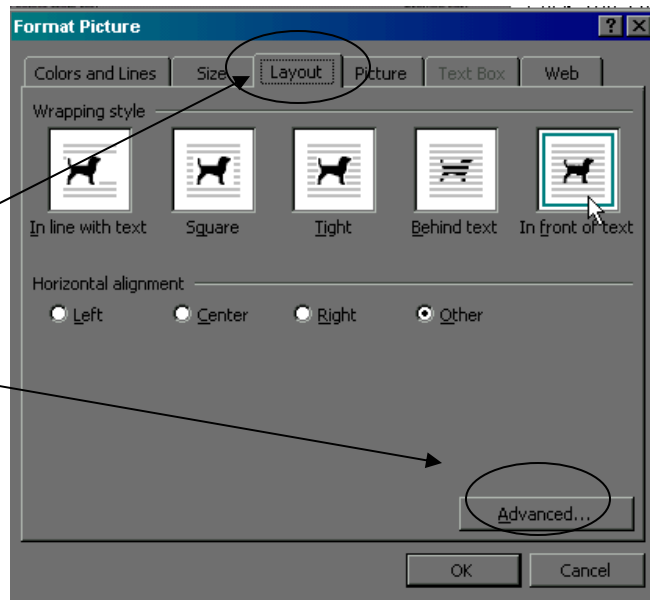 Format Picture
Colors and Lines Size Layout Picture Text Box Web
Wrapping style
In line with text Square Tight Behind text In front of text
Horizontal alignment
Left Center Right Other
Advanced...
OK Cancel